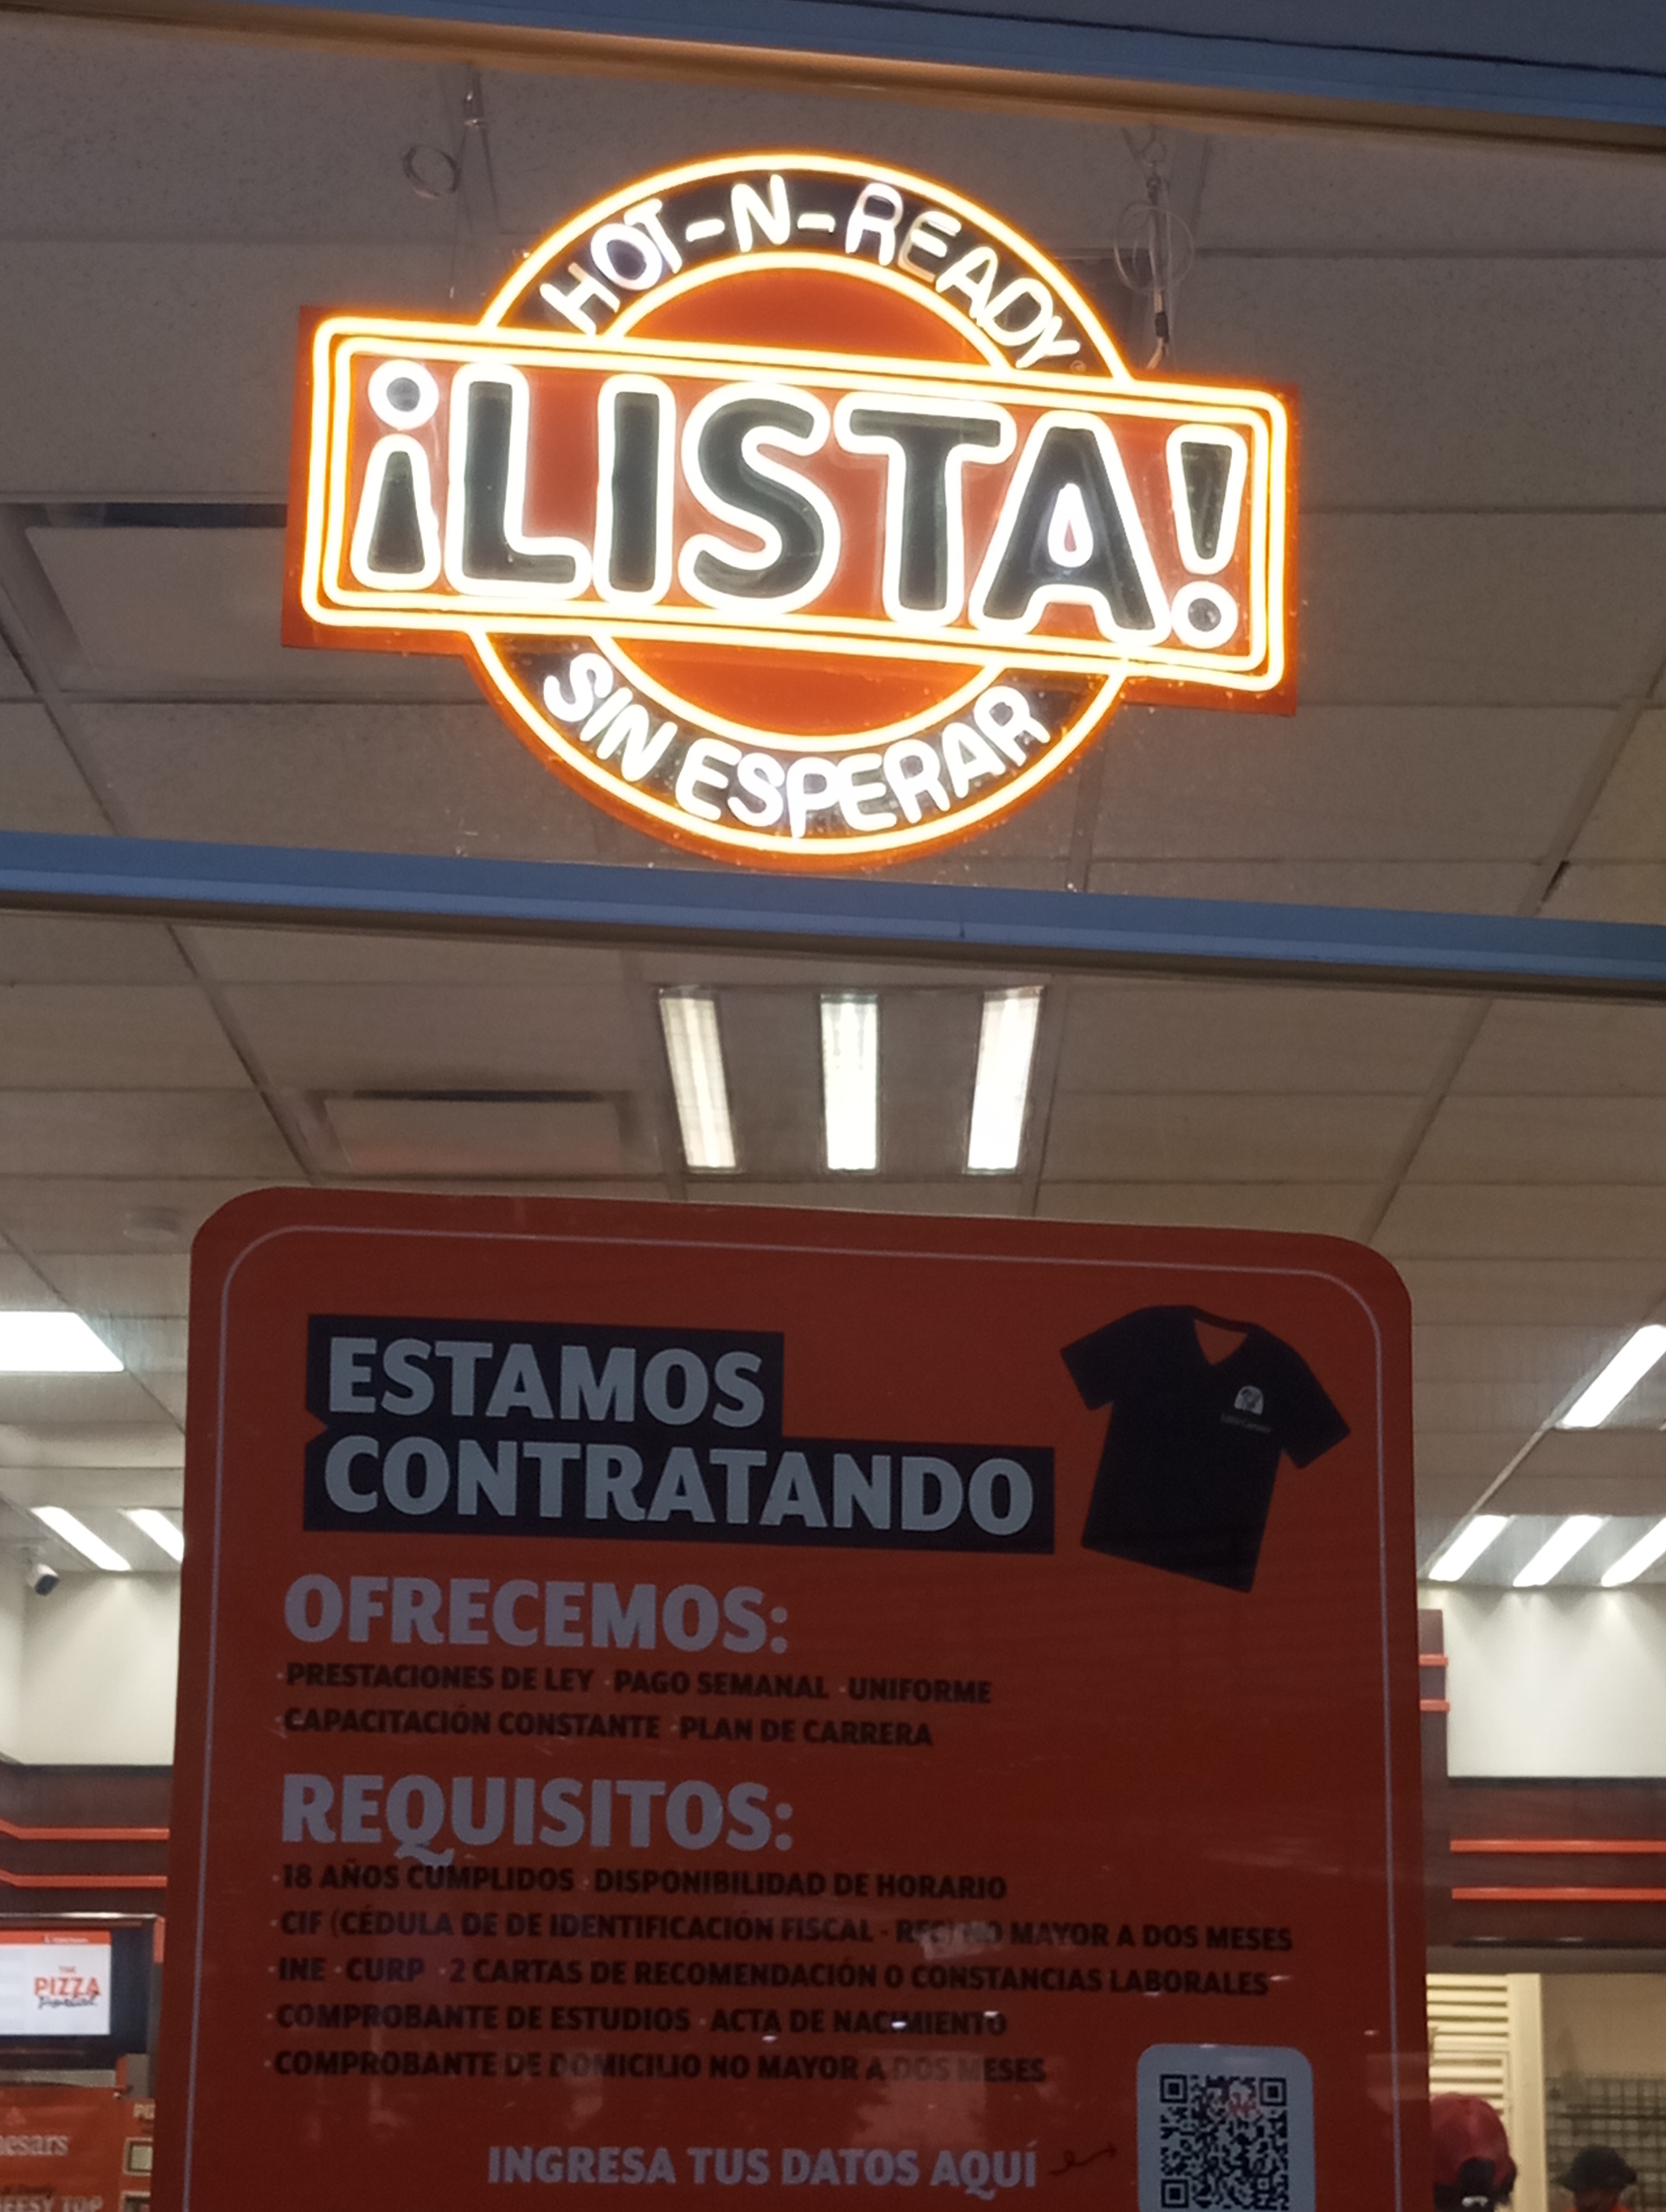 HOT-N-READY
¡LISTA!
SIN ESPERAR
ESTAMOS
CONTRATANDO
OFRECEMOS:
·PRESTACIONES DE LEY ·PAGO SEMANAL ·UNIFORME
·CAPACITACIÓN CONSTANTE ·PLAN DE CARRERA
REQUISITOS:
·18 AÑOS CUMPLIDOS ·DISPONIBILIDAD DE HORARIO
·CIF (CÉDULA DE DE IDENTIFICACIÓN FISCAL - RFC) NO MAYOR A DOS MESES
·INE ·CURP ·2 CARTAS DE RECOMENDACIÓN O CONSTANCIAS LABORALES
·COMPROBANTE DE ESTUDIOS ·ACTA DE NACIMIENTO
·COMPROBANTE DE DOMICILIO NO MAYOR A DOS MESES
INGRESA TUS DATOS AQUÍ
THE
PIZZA